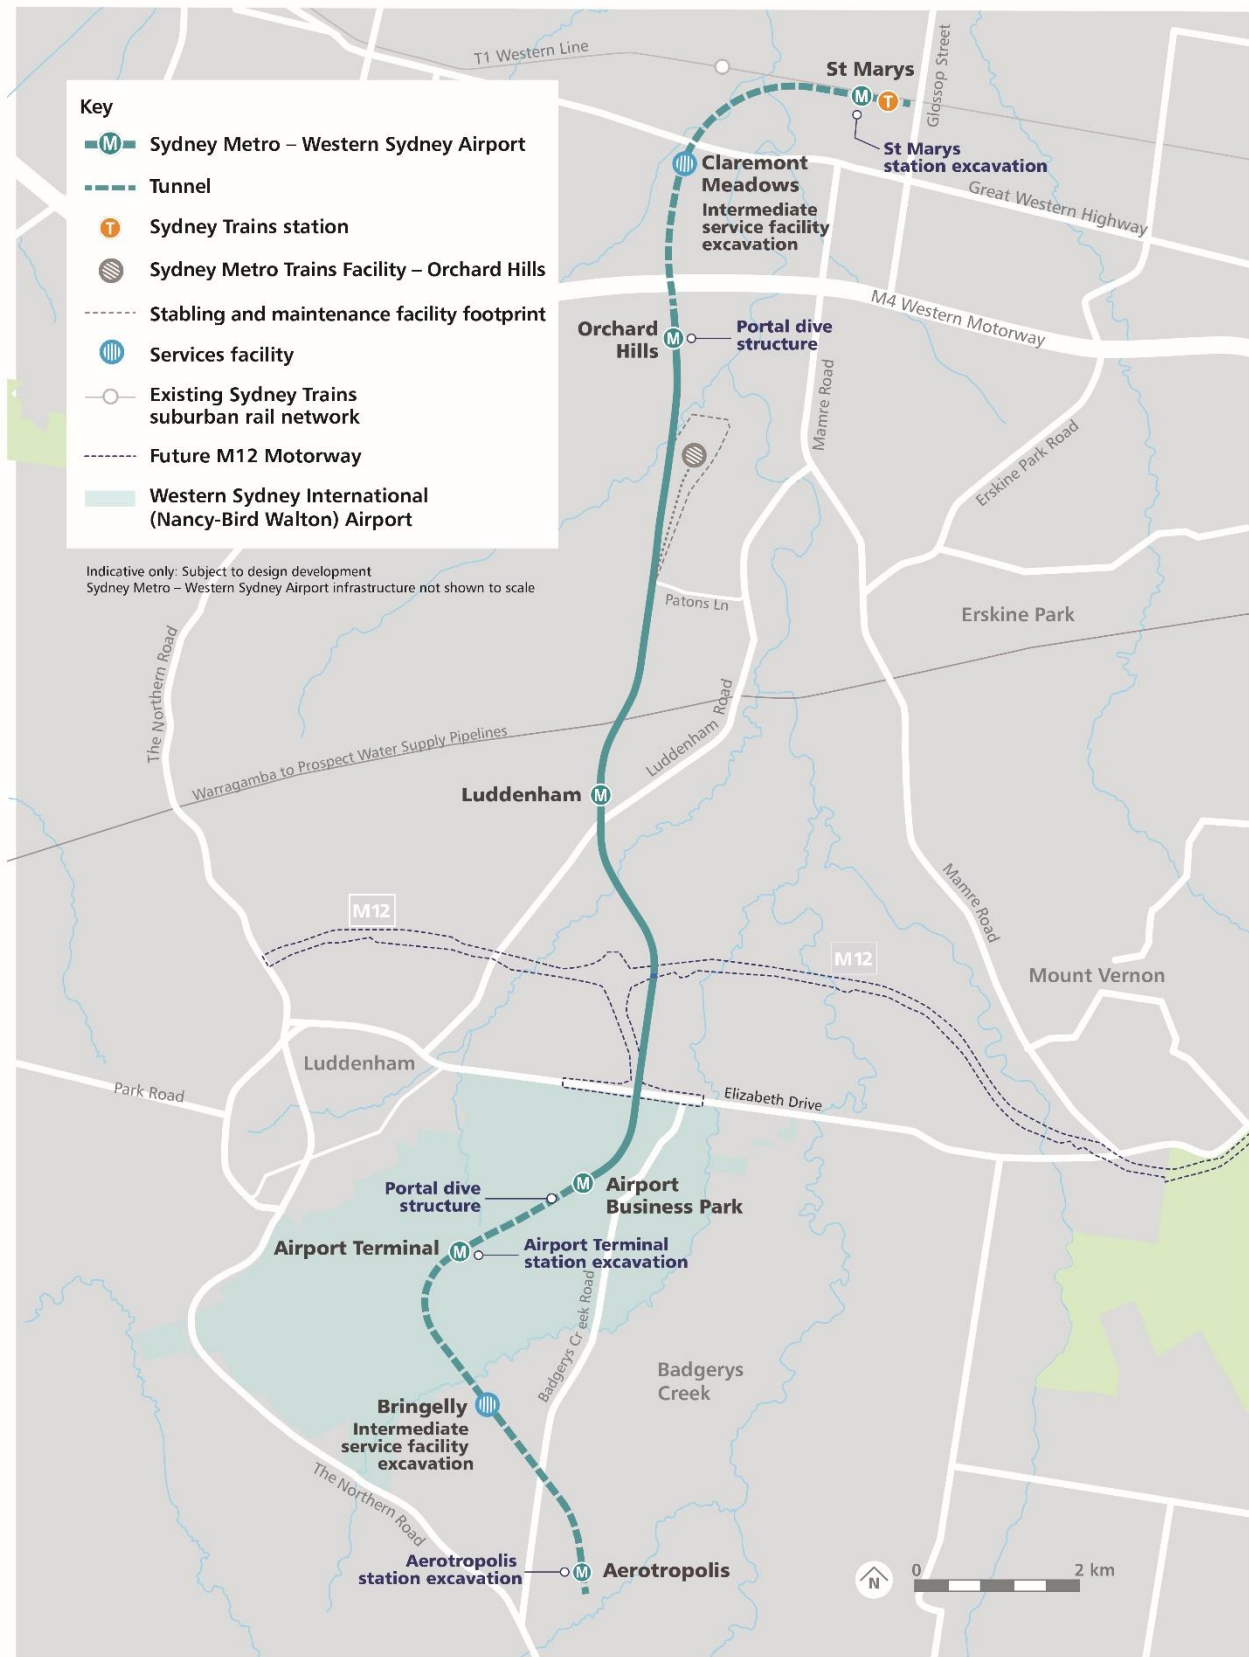 T1 Western Line
St Marys
Glossop Street
M
T
Key
M
Sydney Metro – Western Sydney Airport
Tunnel
T
Sydney Trains station
Sydney Metro Trains Facility – Orchard Hills
Stabling and maintenance facility footprint
Services facility
Existing Sydney Trains
suburban rail network
Future M12 Motorway
Western Sydney International
(Nancy-Bird Walton) Airport
Indicative only: Subject to design development
Sydney Metro – Western Sydney Airport infrastructure not shown to scale
St Marys
station excavation
Claremont
Meadows
Intermediate
service facility
excavation
Great Western Highway
M4 Western Motorway
Orchard
Hills
M
Portal dive
structure
Mamre Road
Erskine Park Road
Patons Ln
Erskine Park
The Northern Road
Warragamba to Prospect Water Supply Pipelines
Luddenham Road
Luddenham
M
Mamre Road
M12
M12
Mount Vernon
Luddenham
Park Road
Elizabeth Drive
Portal dive
structure
M
Airport
Business Park
Airport Terminal
M
Airport Terminal
station excavation
Badgerys Cr eek Road
Badgerys
Creek
Bringelly
Intermediate
service facility
excavation
The Northern Road
Aerotropolis
station excavation
M
Aerotropolis
N
0
2 km